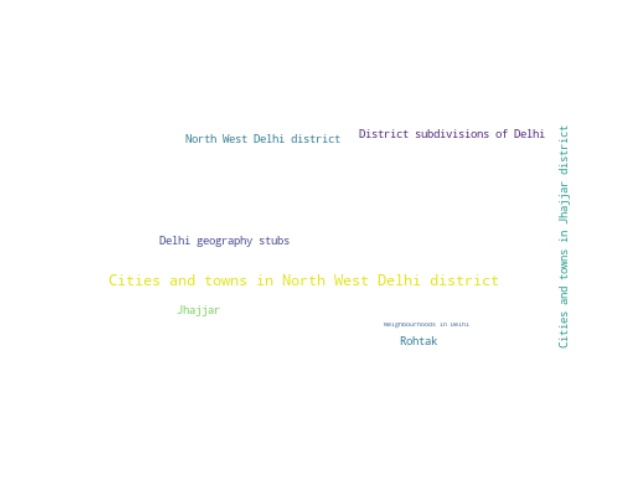 District subdivisions of Delhi
North West Delhi district
Cities and towns in Jhajjar district
Delhi geography stubs
Cities and towns in North West Delhi district
Jhajjar
Neighbourhoods in Delhi
Rohtak